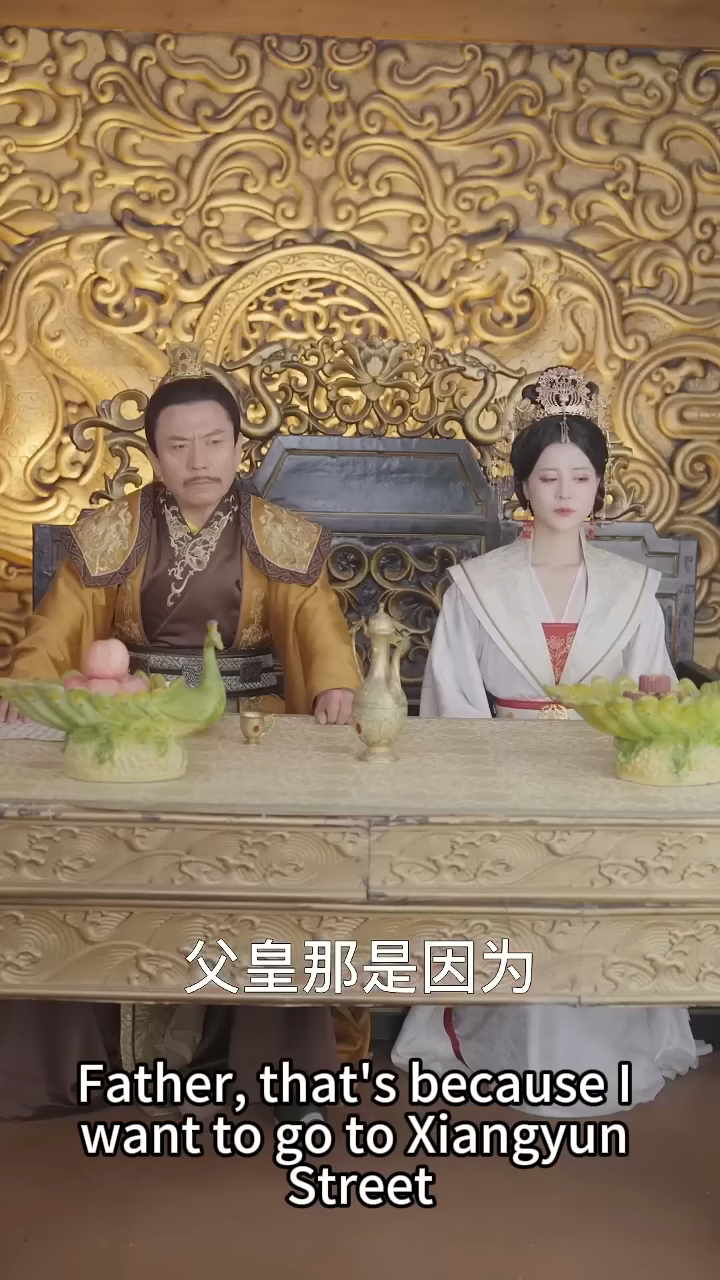 父皇那是因为
Father, that's because I
want to go to Xiangyun
Street